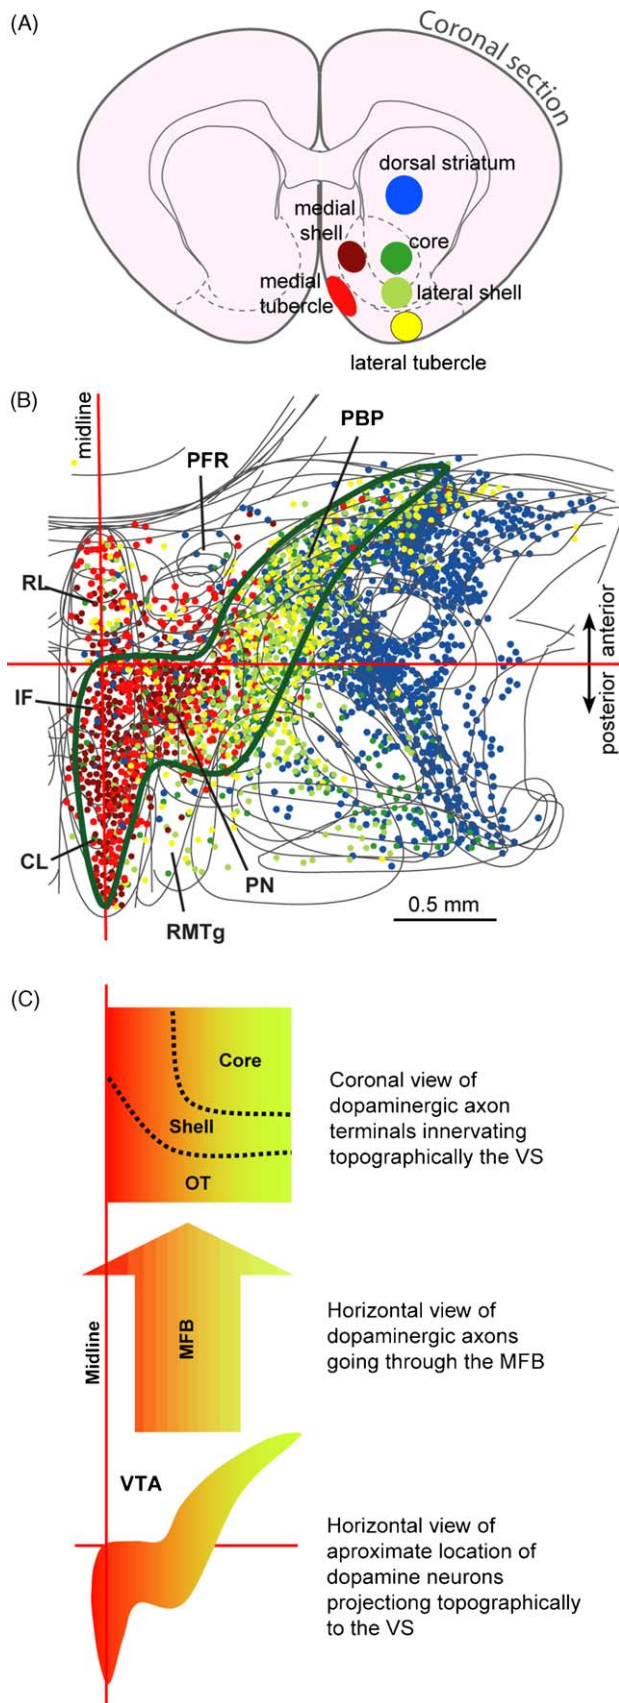 (A)
Coronal section
dorsal striatum
medial
shell
core
medial
tubercle
lateral shell
lateral tubercle
(B)
midline
PBP
PFR
RL
anterior
posterior
IF
CL
PN
RMTg
0.5 mm
(C)
Core
Shell
OT
Coronal view of
dopaminergic axon
terminals innervating
topographically the VS
Midline
MFB
Horizontal view of
dopaminergic axons
going through the MFB
VTA
Horizontal view of
aproximate location of
dopamine neurons
projectiong topographically
to the VS